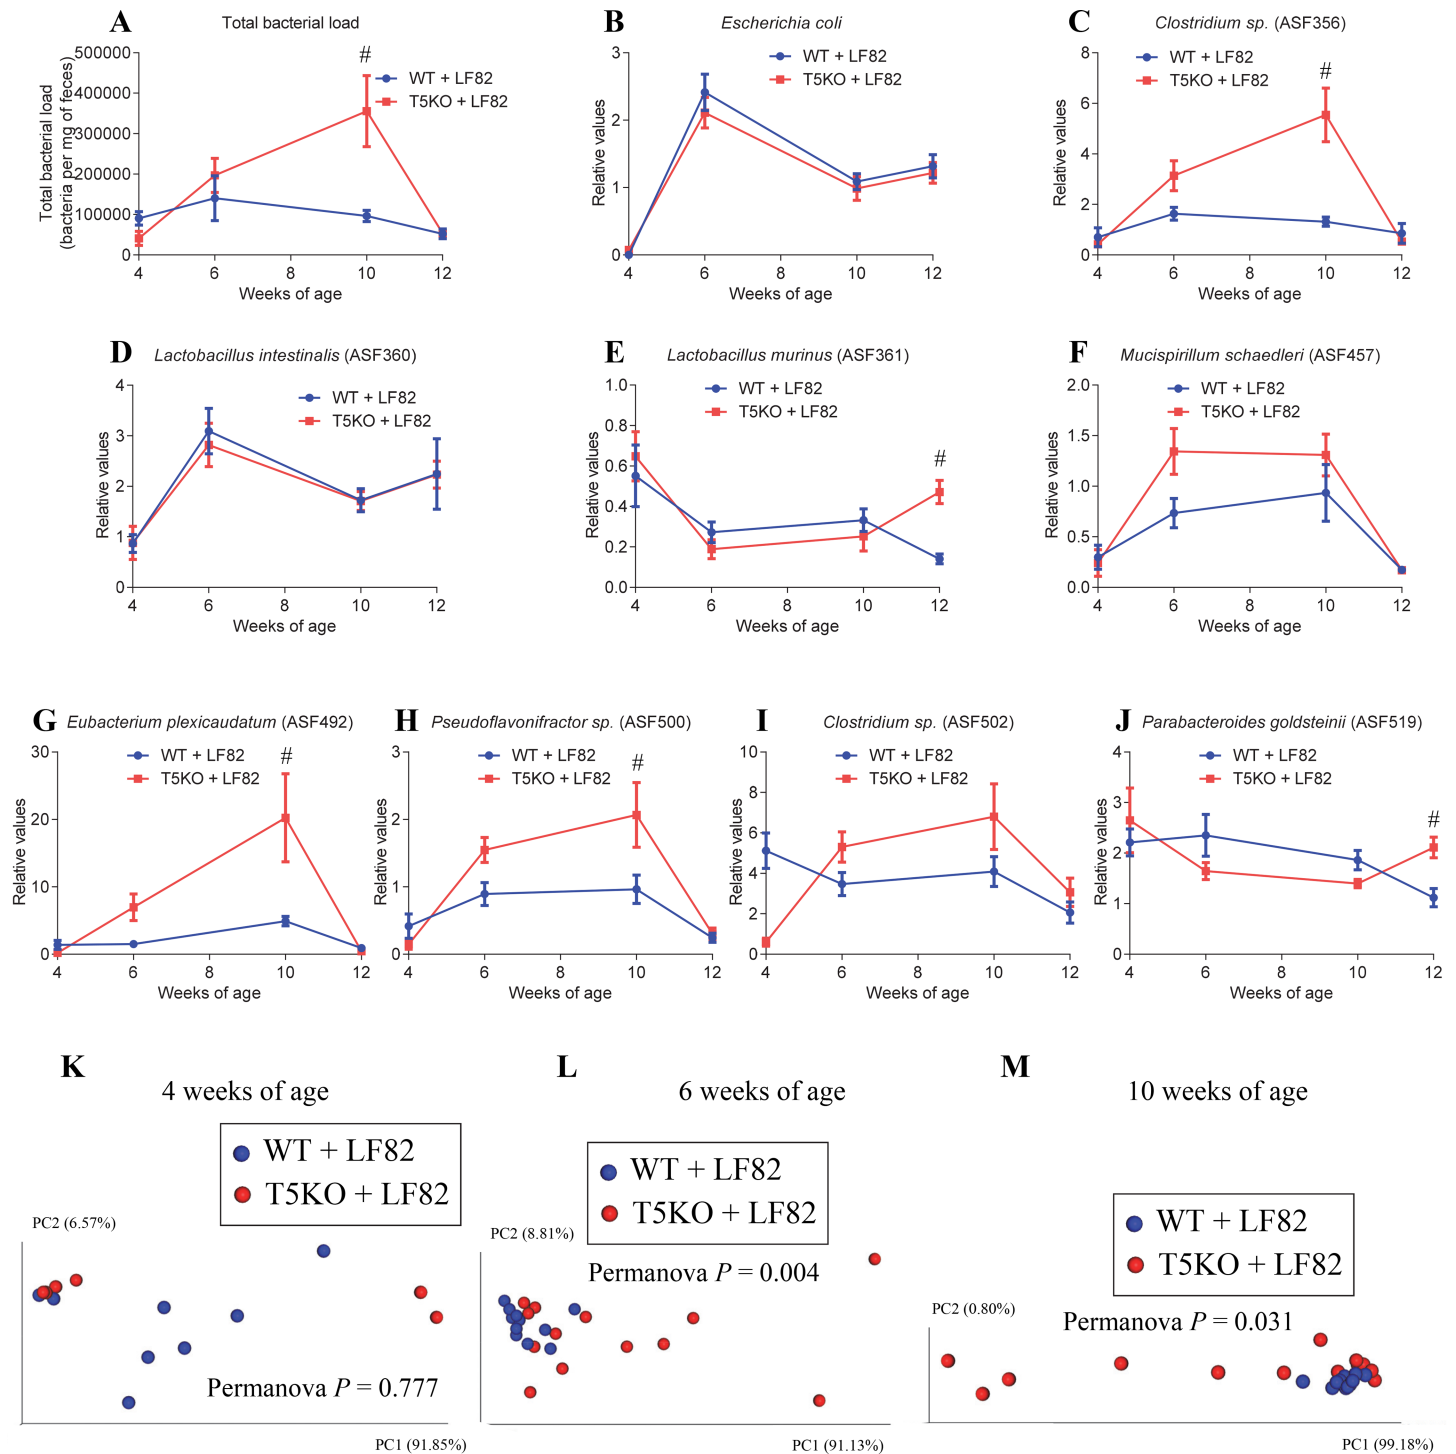 A Total bacterial load
Total bacterial load
(bacteria per mg of feces)
500000
400000
300000
200000
100000
0
#
WT + LF82
T5KO + LF82
4 6 8 10 12
Weeks of age
B Escherichia coli
Relative values
3
2
1
0
WT + LF82
T5KO + LF82
4 6 8 10 12
Weeks of age
C Clostridium sp. (ASF356)
Relative values
8
6
4
2
0
WT + LF82
T5KO + LF82
#
4 6 8 10 12
Weeks of age
D Lactobacillus intestinalis (ASF360)
Relative values
4
3
2
1
0
WT + LF82
T5KO + LF82
4 6 8 10 12
Weeks of age
E Lactobacillus murinus (ASF361)
Relative values
1.0
0.8
0.6
0.4
0.2
0.0
WT + LF82
T5KO + LF82
#
4 6 8 10 12
Weeks of age
F Mucispirillum schaedleri (ASF457)
Relative values
2.0
1.5
1.0
0.5
0.0
WT + LF82
T5KO + LF82
4 6 8 10 12
Weeks of age
G Eubacterium plexicaudatum (ASF492)
Relative values
30
20
10
0
WT + LF82
T5KO + LF82
#
4 6 8 10 12
Weeks of age
H Pseudoflavonifractor sp. (ASF500)
Relative values
3
2
1
0
WT + LF82
T5KO + LF82
#
4 6 8 10 12
Weeks of age
I Clostridium sp. (ASF502)
Relative values
10
8
6
4
2
0
WT + LF82
T5KO + LF82
4 6 8 10 12
Weeks of age
J Parabacteroides goldsteinii (ASF519)
Relative values
4
3
2
1
0
WT + LF82
T5KO + LF82
#
4 6 8 10 12
Weeks of age
K
4 weeks of age
WT + LF82
T5KO + LF82
PC2 (6.57%)
Permanova P = 0.777
PC1 (91.85%)
L
6 weeks of age
WT + LF82
T5KO + LF82
PC2 (8.81%)
Permanova P = 0.004
PC1 (91.13%)
M
10 weeks of age
WT + LF82
T5KO + LF82
PC2 (0.80%)
Permanova P = 0.031
PC1 (99.18%)